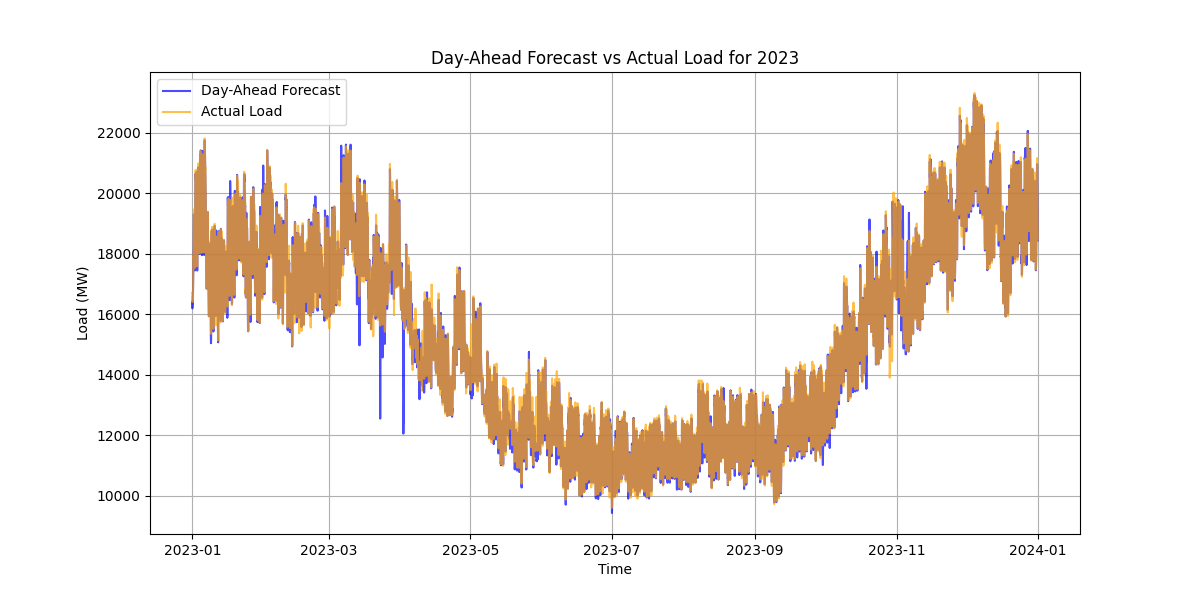 Day-Ahead Forecast vs Actual Load for 2023
Day-Ahead Forecast
Actual Load
22000
20000
18000
16000
14000
12000
10000
Load (MW)
2023-01
2023-03
2023-05
2023-07
2023-09
2023-11
2024-01
Time